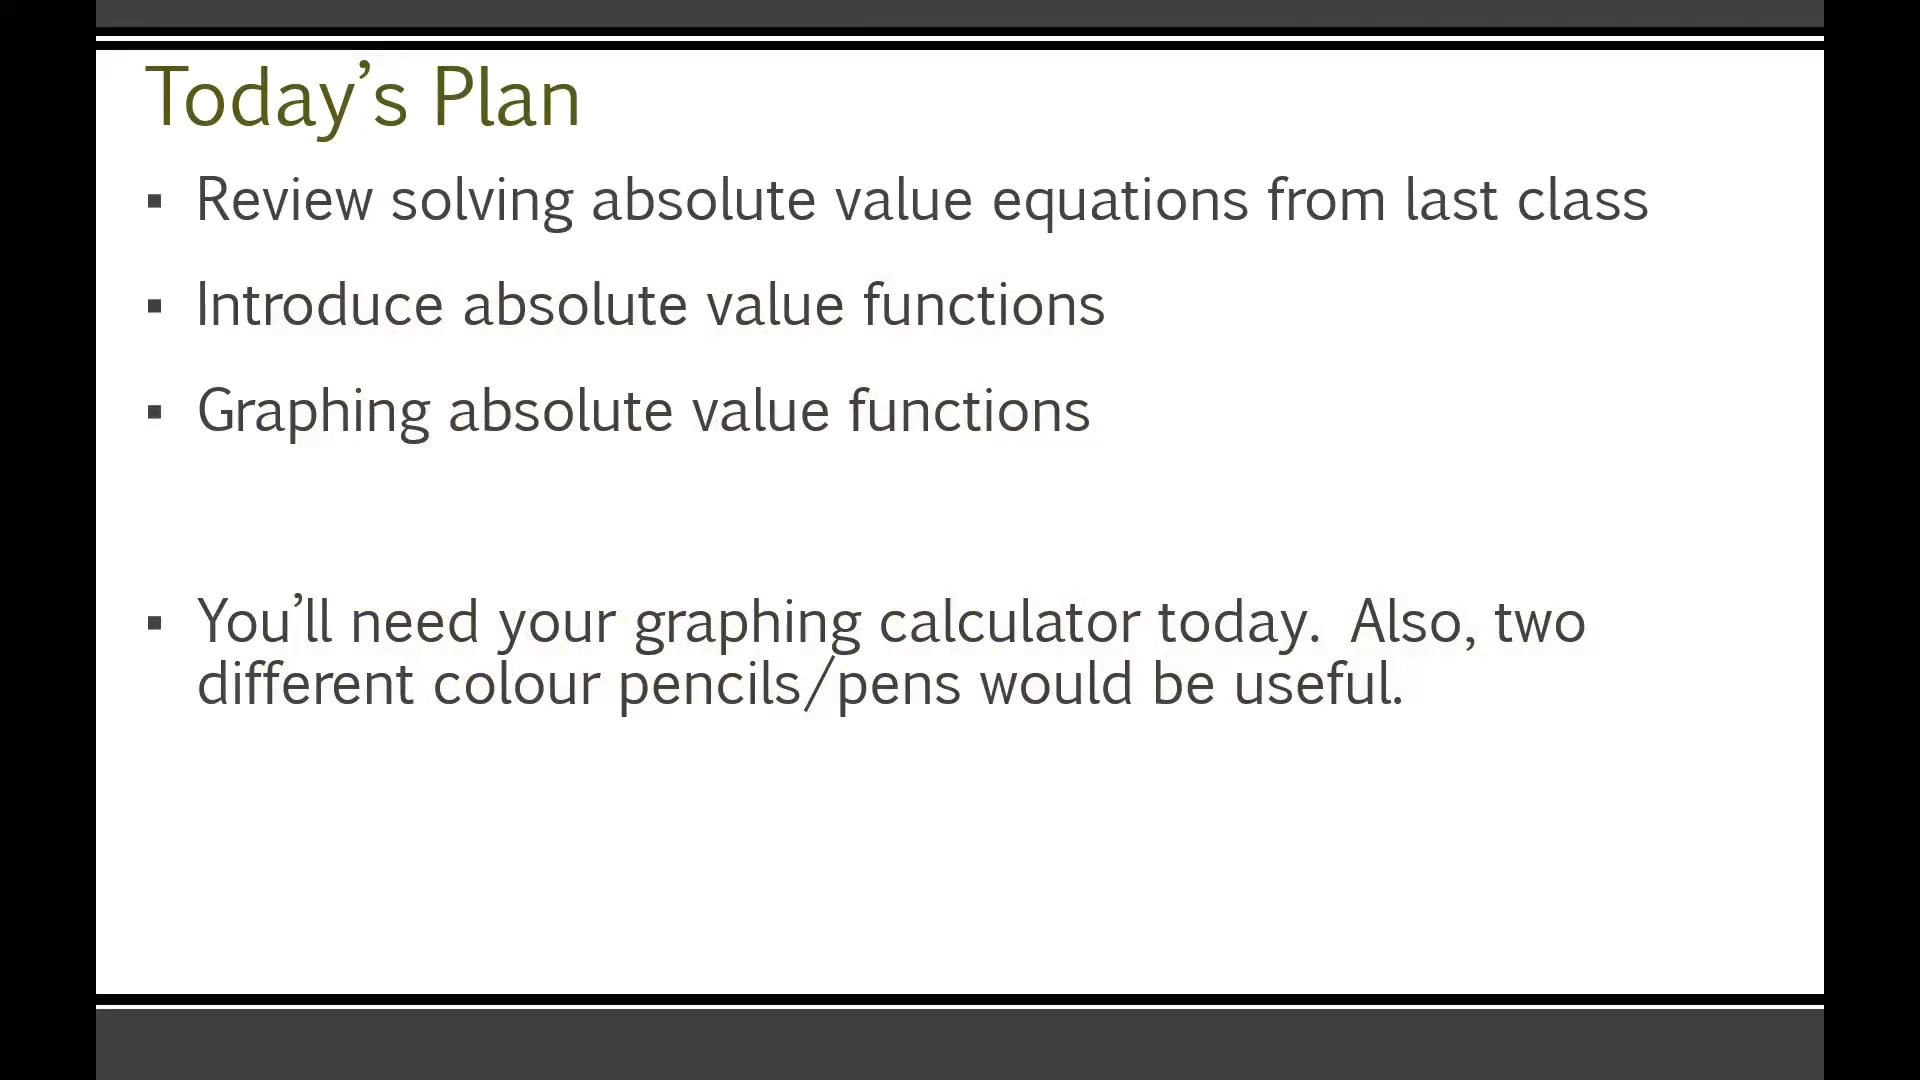 Today’s Plan
▪ Review solving absolute value equations from last class
▪ Introduce absolute value functions
▪ Graphing absolute value functions
▪ You’ll need your graphing calculator today.  Also, two
different colour pencils/pens would be useful.